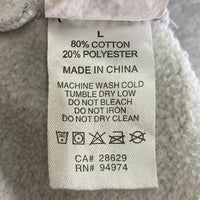 L
80% COTTON
20% POLYESTER
MADE IN CHINA
MACHINE WASH COLD
TUMBLE DRY LOW
DO NOT BLEACH
DO NOT IRON
DO NOT DRY CLEAN
CA# 28629
RN# 94974